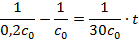 1/(0,2c₀) − 1/c₀ = 1/(30c₀) · t